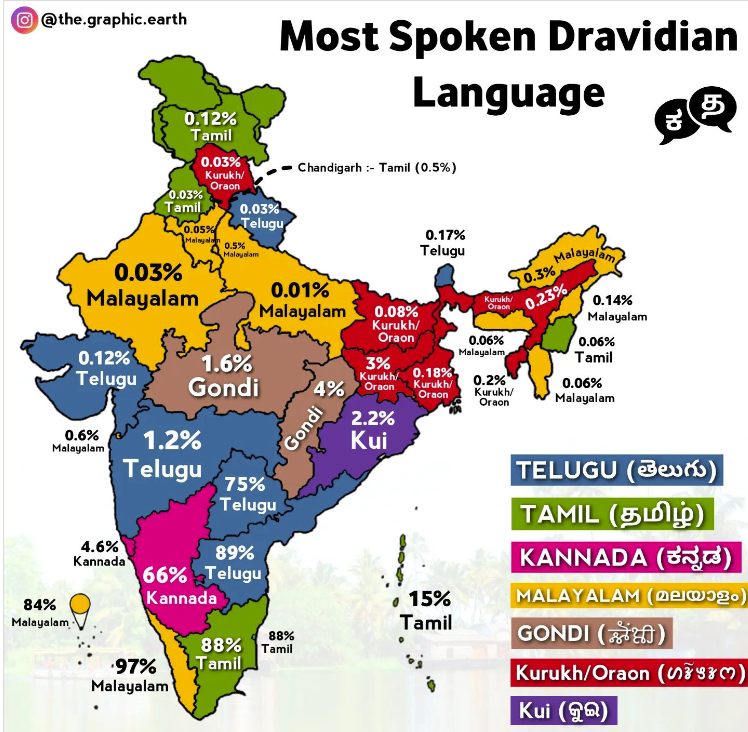 @the.graphic.earth
Most Spoken Dravidian
Language
ಕ த
0.12%
Tamil
0.03%
Kurukh/
Oraon
Chandigarh :- Tamil (0.5%)
0.03%
Tamil
0.03%
Telugu
0.05%
Malayalam
0.5%
Malayalam
0.17%
Telugu
0.3% Malayalam
0.03%
Malayalam
0.01%
Malayalam
Kurukh/
Oraon
0.23%
0.14%
Malayalam
0.08%
Kurukh/
Oraon
0.06%
Malayalam
0.06%
Tamil
0.12%
Telugu
1.6%
Gondi
3%
Kurukh/
Oraon
0.18%
Kurukh/
Oraon
0.2%
Kurukh/
Oraon
0.06%
Malayalam
4%
Gondi
0.6%
Malayalam
1.2%
Telugu
2.2%
Kui
75%
Telugu
TELUGU (తెలుగు)
TAMIL (தமிழ்)
4.6%
Kannada
66%
Kannada
89%
Telugu
KANNADA (ಕನ್ನಡ)
84%
Malayalam
15%
Tamil
MALAYALAM (മലയാളം)
88%
Tamil
88%
Tamil
GONDI
97%
Malayalam
Kurukh/Oraon
Kui (କୁଇ)